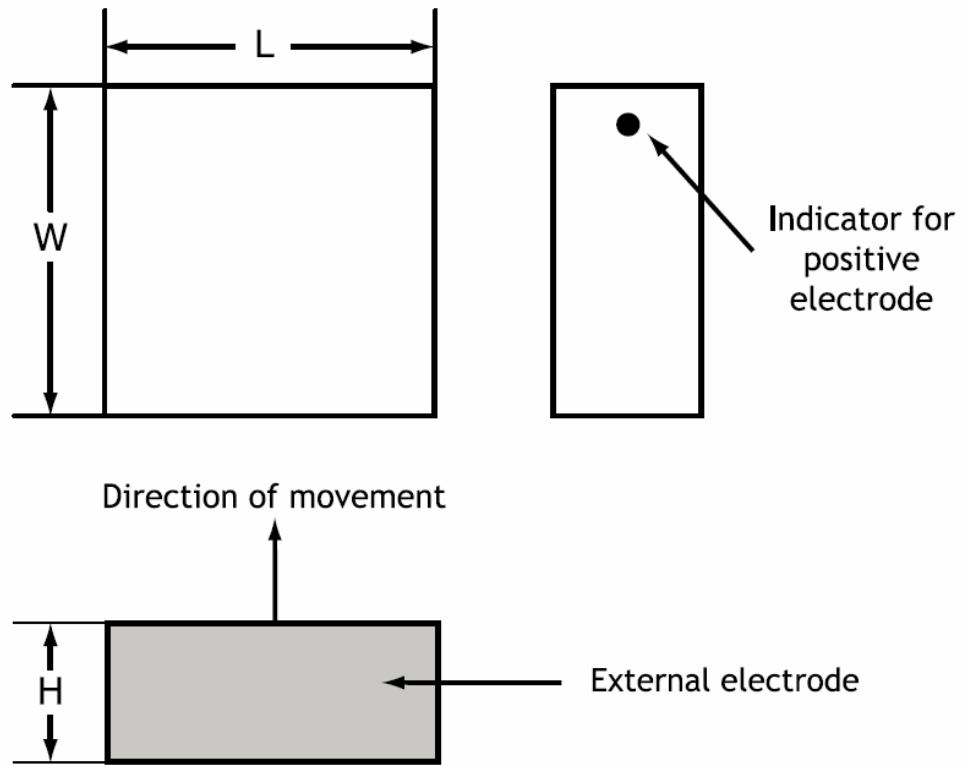 L
W
Indicator for
positive
electrode
Direction of movement
H
External electrode